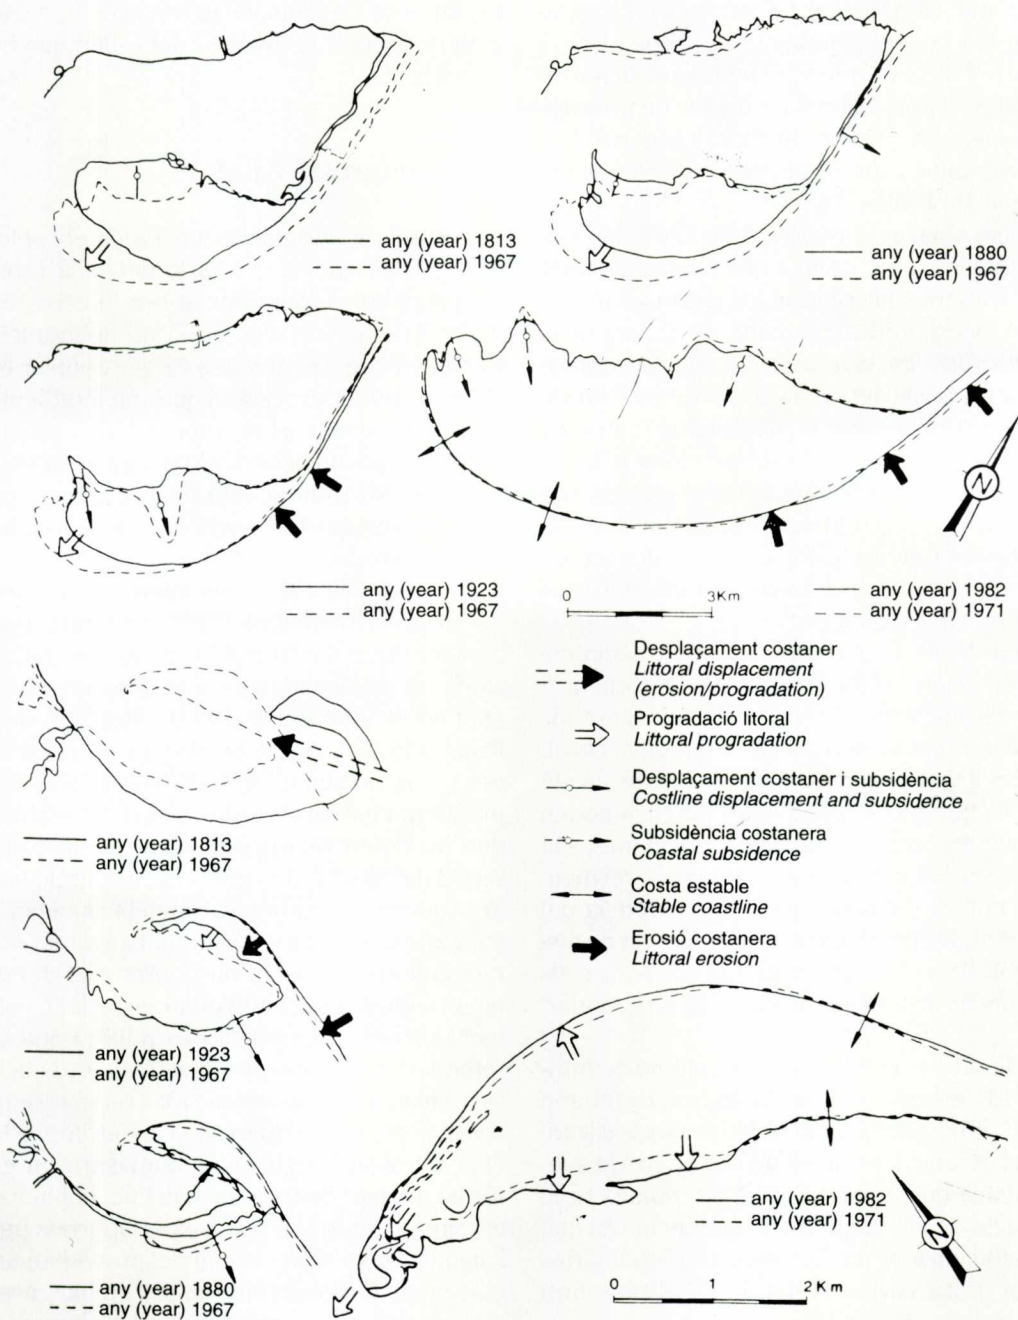 any (year) 1813
any (year) 1967
any (year) 1880
any (year) 1967
any (year) 1923
any (year) 1967
0 3Km
any (year) 1982
any (year) 1971
N
Desplaçament costaner
Littoral displacement
(erosion/progradation)
Progradació litoral
Littoral progradation
Desplaçament costaner i subsidència
Costline displacement and subsidence
Subsidència costanera
Coastal subsidence
Costa estable
Stable coastline
Erosió costanera
Littoral erosion
any (year) 1813
any (year) 1967
any (year) 1923
any (year) 1967
any (year) 1880
any (year) 1967
any (year) 1982
any (year) 1971
N
0 1 2 Km